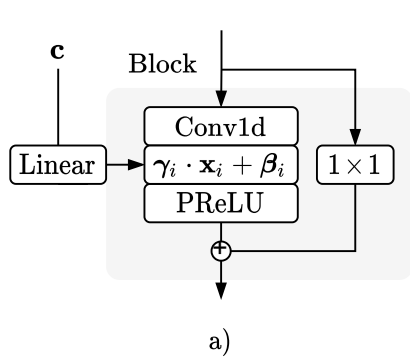 c
Block
Conv1d
Linear
γᵢ · xᵢ + βᵢ
1×1
PReLU
+
a)